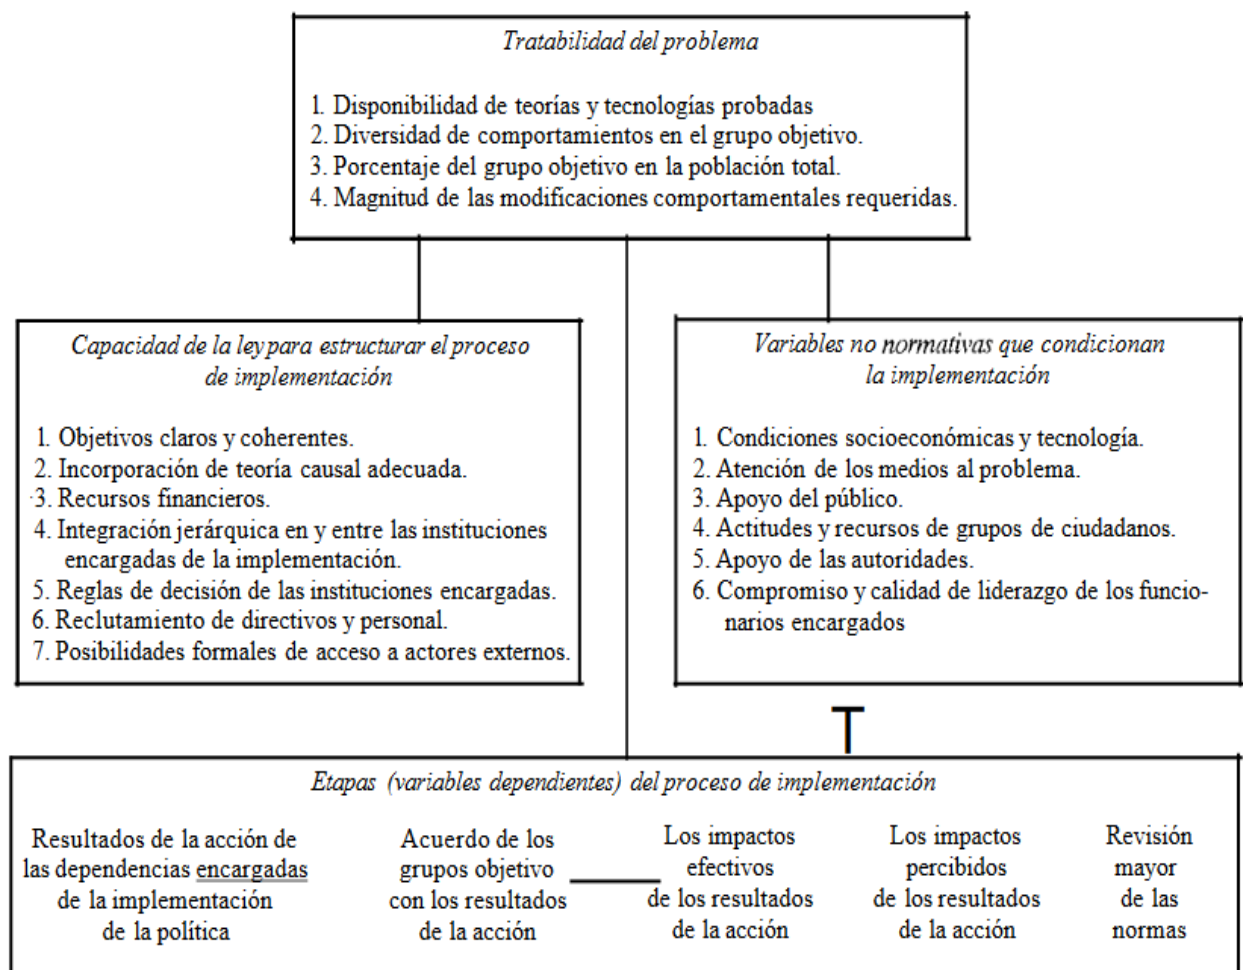 Tratabilidad del problema
1. Disponibilidad de teorías y tecnologías probadas
2. Diversidad de comportamientos en el grupo objetivo.
3. Porcentaje del grupo objetivo en la población total.
4. Magnitud de las modificaciones comportamentales requeridas.
Capacidad de la ley para estructurar el proceso
de implementación
1. Objetivos claros y coherentes.
2. Incorporación de teoría causal adecuada.
3. Recursos financieros.
4. Integración jerárquica en y entre las instituciones
encargadas de la implementación.
5. Reglas de decisión de las instituciones encargadas.
6. Reclutamiento de directivos y personal.
7. Posibilidades formales de acceso a actores externos.
Variables no normativas que condicionan
la implementación
1. Condiciones socioeconómicas y tecnología.
2. Atención de los medios al problema.
3. Apoyo del público.
4. Actitudes y recursos de grupos de ciudadanos.
5. Apoyo de las autoridades.
6. Compromiso y calidad de liderazgo de los funcio-
narios encargados
Etapas (variables dependientes) del proceso de implementación
Resultados de la acción de
las dependencias encargadas
de la implementación
de la política
Acuerdo de los
grupos objetivo
con los resultados
de la acción
Los impactos
efectivos
de los resultados
de la acción
Los impactos
percibidos
de los resultados
de la acción
Revisión
mayor
de las
normas